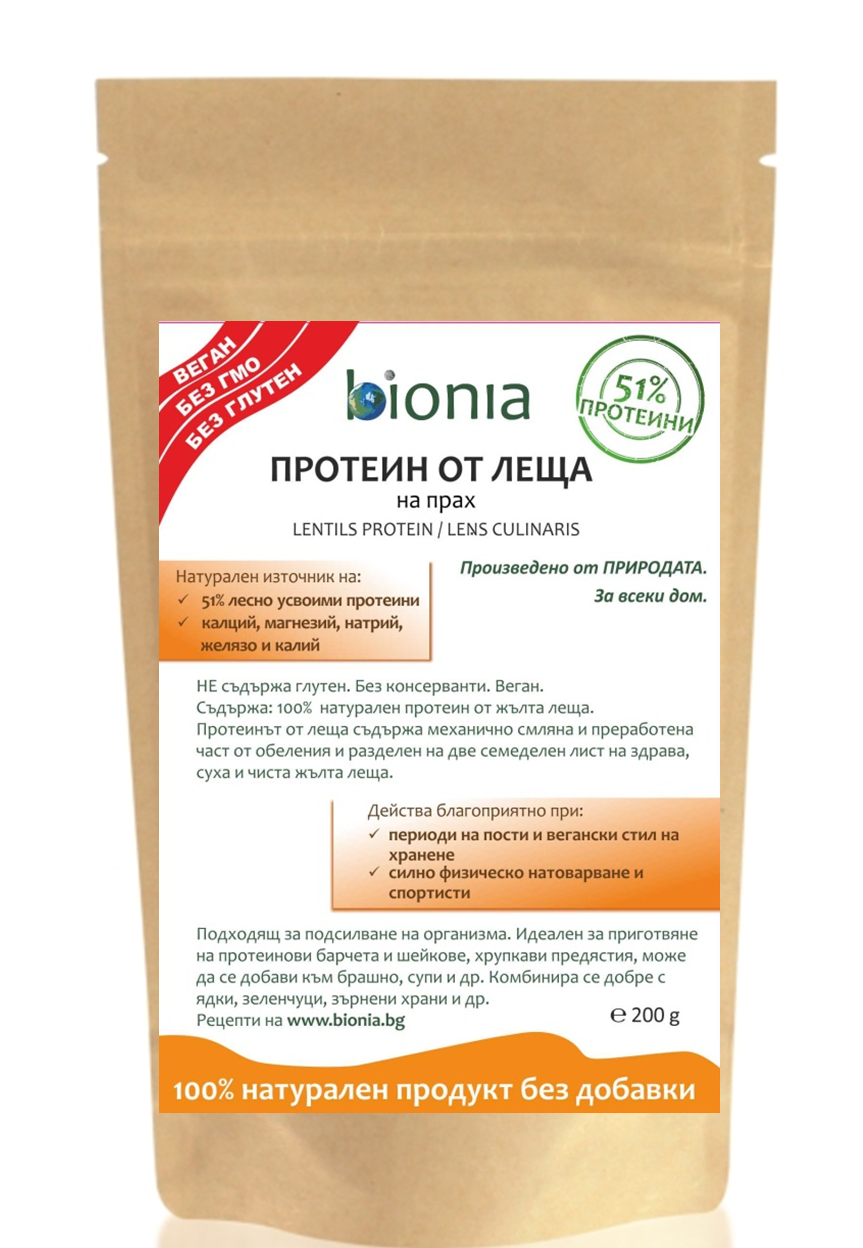 ВЕГАН
БЕЗ ГМО
БЕЗ ГЛУТЕН
bionia
51%
ПРОТЕИНИ
ПРОТЕИН ОТ ЛЕЩА
на прах
LENTILS PROTEIN / LENS CULINARIS
Произведено от ПРИРОДАТА.
За всеки дом.
Натурален източник на:
✓ 51% лесно усвоими протеини
✓ калций, магнезий, натрий,
желязо и калий
НЕ съдържа глутен. Без консерванти. Веган.
Съдържа: 100% натурален протеин от жълта леща.
Протеинът от леща съдържа механично смляна и преработена
част от обеления и разделен на две семеделен лист на здрава,
суха и чиста жълта леща.
Действа благоприятно при:
✓ периоди на пости и вегански стил на
хранене
✓ силно физическо натоварване и
спортисти
Подходящ за подсилване на организма. Идеален за приготвяне
на протеинови барчета и шейкове, хрупкави предястия, може
да се добави към брашно, супи и др. Комбинира се добре с
ядки, зеленчуци, зърнени храни и др.
Рецепти на www.bionia.bg
℮ 200 g
100% натурален продукт без добавки